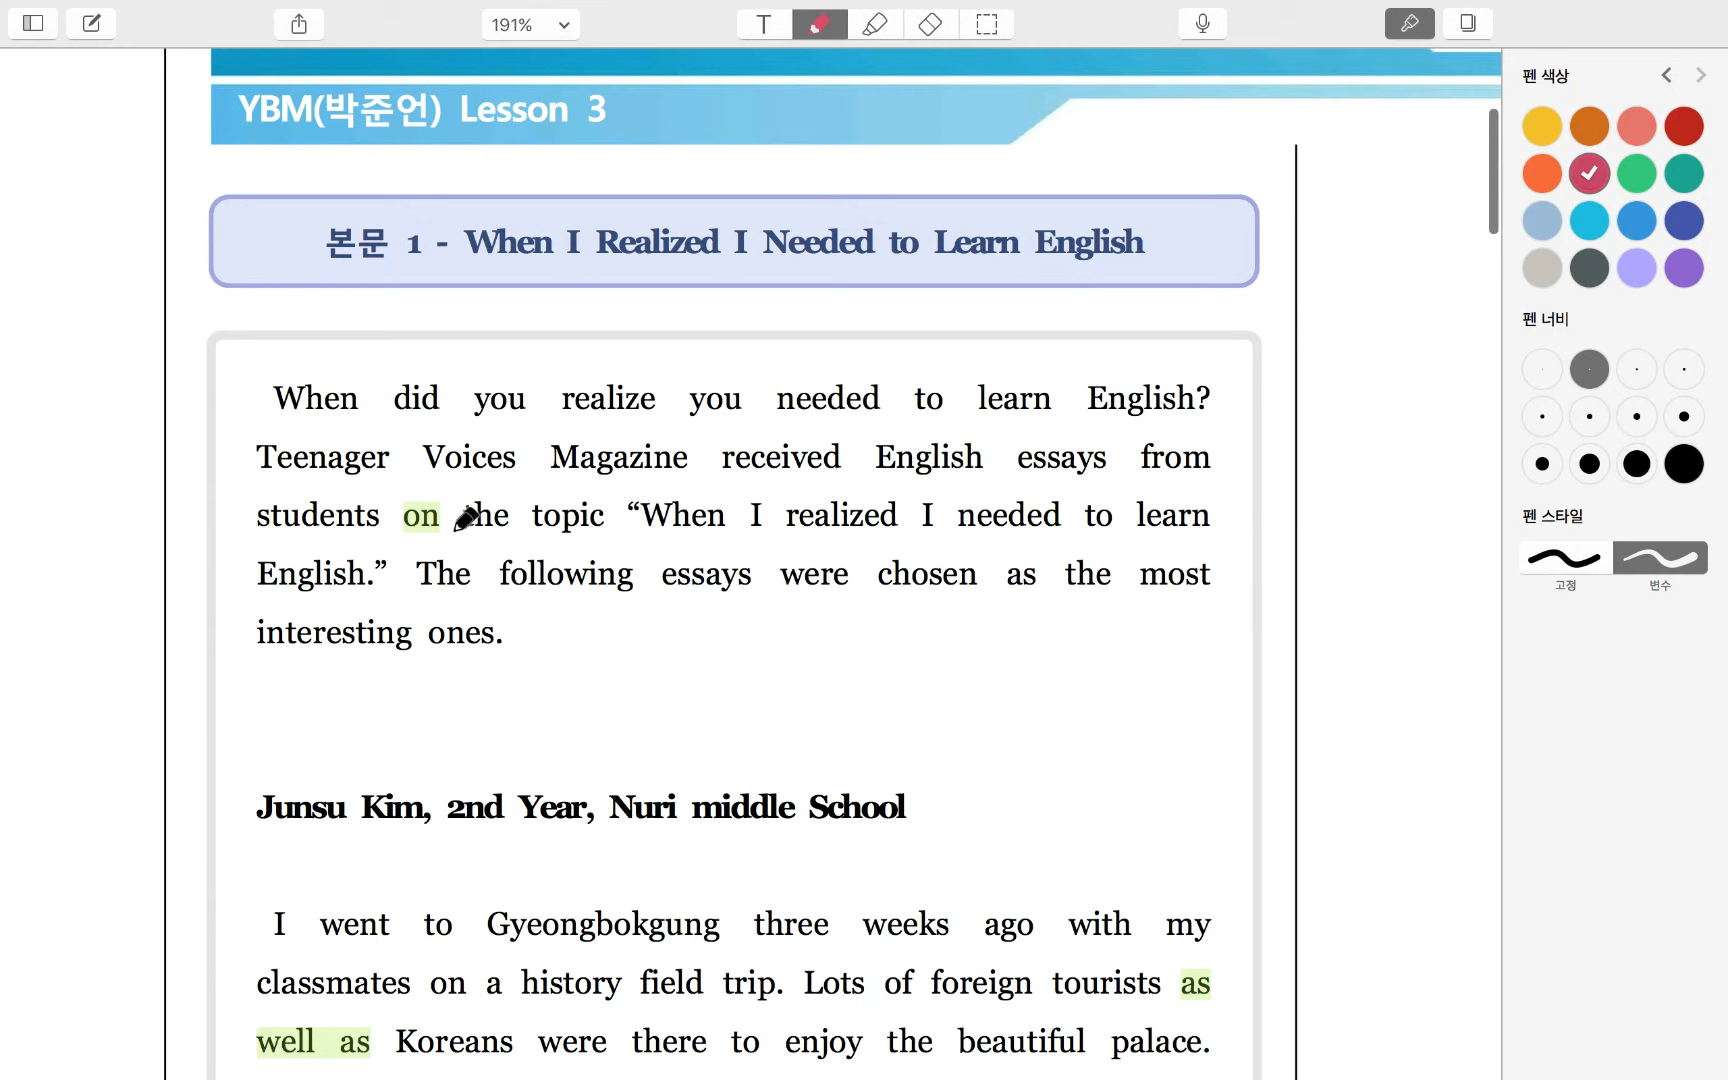 191%
T
YBM(박준언) Lesson 3
본문 1 - When I Realized I Needed to Learn English
When did you realize you needed to learn English?
Teenager Voices Magazine received English essays from
students on the topic “When I realized I needed to learn
English.” The following essays were chosen as the most
interesting ones.
Junsu Kim, 2nd Year, Nuri middle School
I went to Gyeongbokgung three weeks ago with my
classmates on a history field trip. Lots of foreign tourists as
well as Koreans were there to enjoy the beautiful palace.
펜 색상
펜 너비
펜 스타일
고정 변수